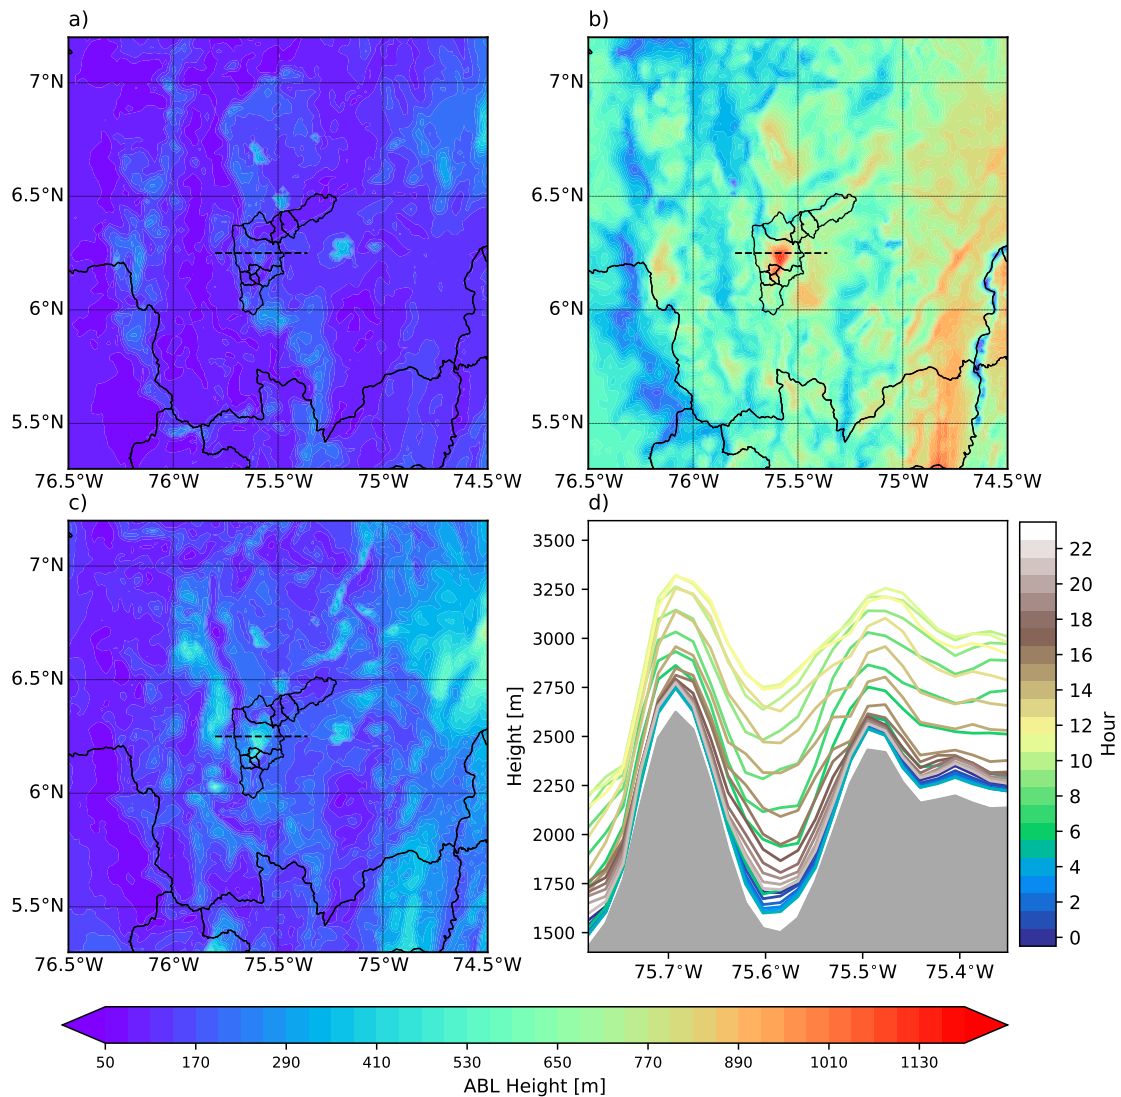 a)
b)
7°N
6.5°N
6°N
5.5°N
76.5°W 76°W 75.5°W 75°W 74.5°W
7°N
6.5°N
6°N
5.5°N
76.5°W 76°W 75.5°W 75°W 74.5°W
c)
d)
7°N
6.5°N
6°N
5.5°N
76.5°W 76°W 75.5°W 75°W 74.5°W
Height [m]
3500
3250
3000
2750
2500
2250
2000
1750
1500
75.7°W 75.6°W 75.5°W 75.4°W
22
20
18
16
14
12
10
8
6
4
2
0
Hour
50 170 290 410 530 650 770 890 1010 1130
ABL Height [m]